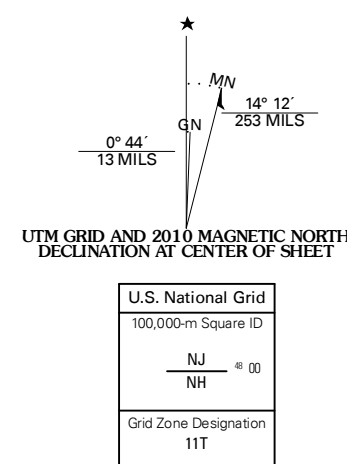 MN
14° 12´
253 MILS
GN
0° 44´
13 MILS
UTM GRID AND 2010 MAGNETIC NORTH
DECLINATION AT CENTER OF SHEET
U.S. National Grid
100,000-m Square ID
NJ
48 00
NH
Grid Zone Designation
11T